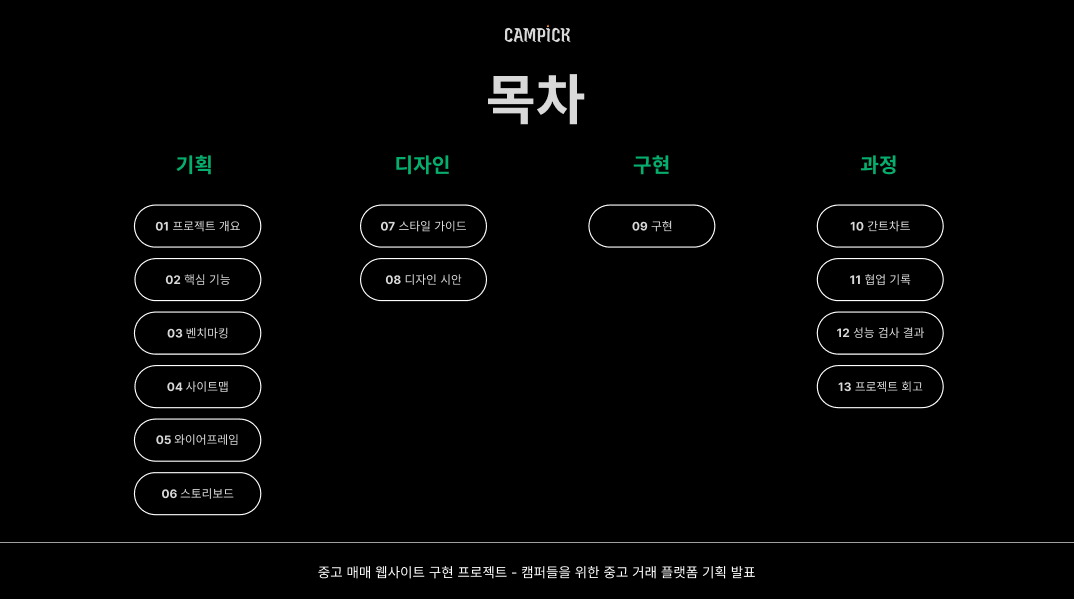 CAMPICK
목차
기획
01 프로젝트 개요
02 핵심 기능
03 벤치마킹
04 사이트맵
05 와이어프레임
06 스토리보드
디자인
07 스타일 가이드
08 디자인 시안
구현
09 구현
과정
10 간트차트
11 협업 기록
12 성능 검사 결과
13 프로젝트 회고
중고 매매 웹사이트 구현 프로젝트 - 캠퍼들을 위한 중고 거래 플랫폼 기획 발표